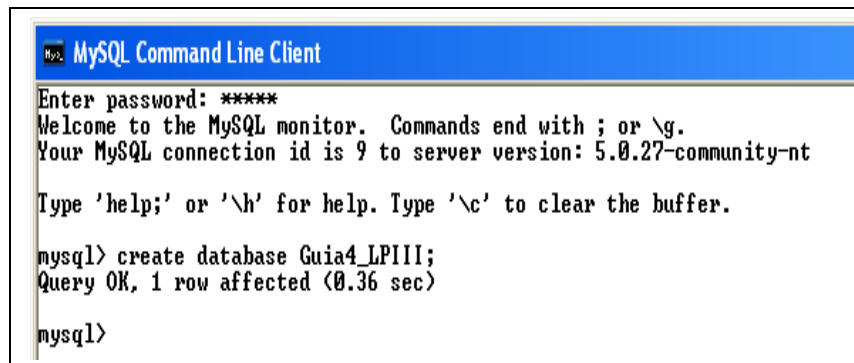 MySQL Command Line Client
Enter password: *****
Welcome to the MySQL monitor.  Commands end with ; or \g.
Your MySQL connection id is 9 to server version: 5.0.27-community-nt
Type 'help;' or '\h' for help. Type '\c' to clear the buffer.
mysql> create database Guia4_LPIII;
Query OK, 1 row affected (0.36 sec)
mysql>